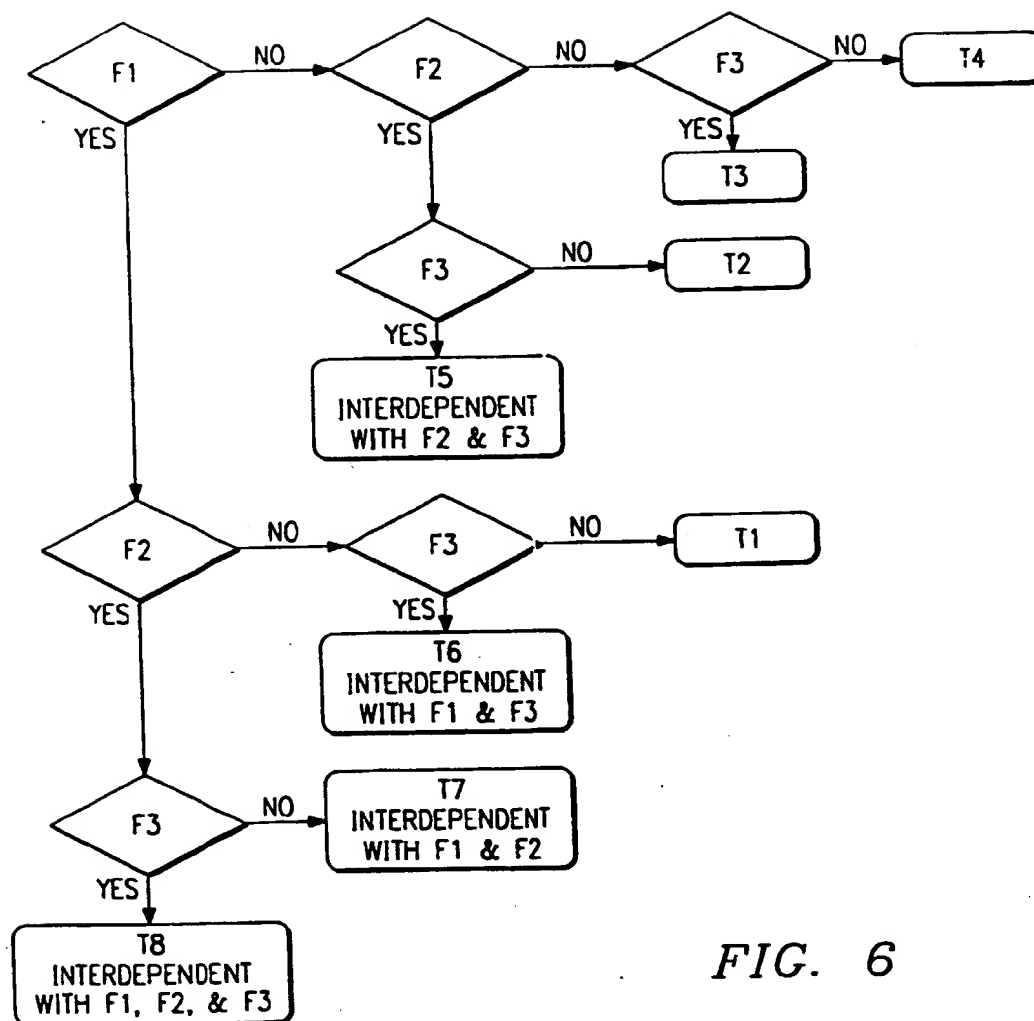 F1
NO
F2
NO
F3
NO
T4
YES
YES
YES
T3
F3
NO
T2
YES
T5
INTERDEPENDENT
WITH F2 & F3
F2
NO
F3
NO
T1
YES
YES
T6
INTERDEPENDENT
WITH F1 & F3
F3
NO
T7
INTERDEPENDENT
WITH F1 & F2
YES
T8
INTERDEPENDENT
WITH F1, F2, & F3
FIG. 6